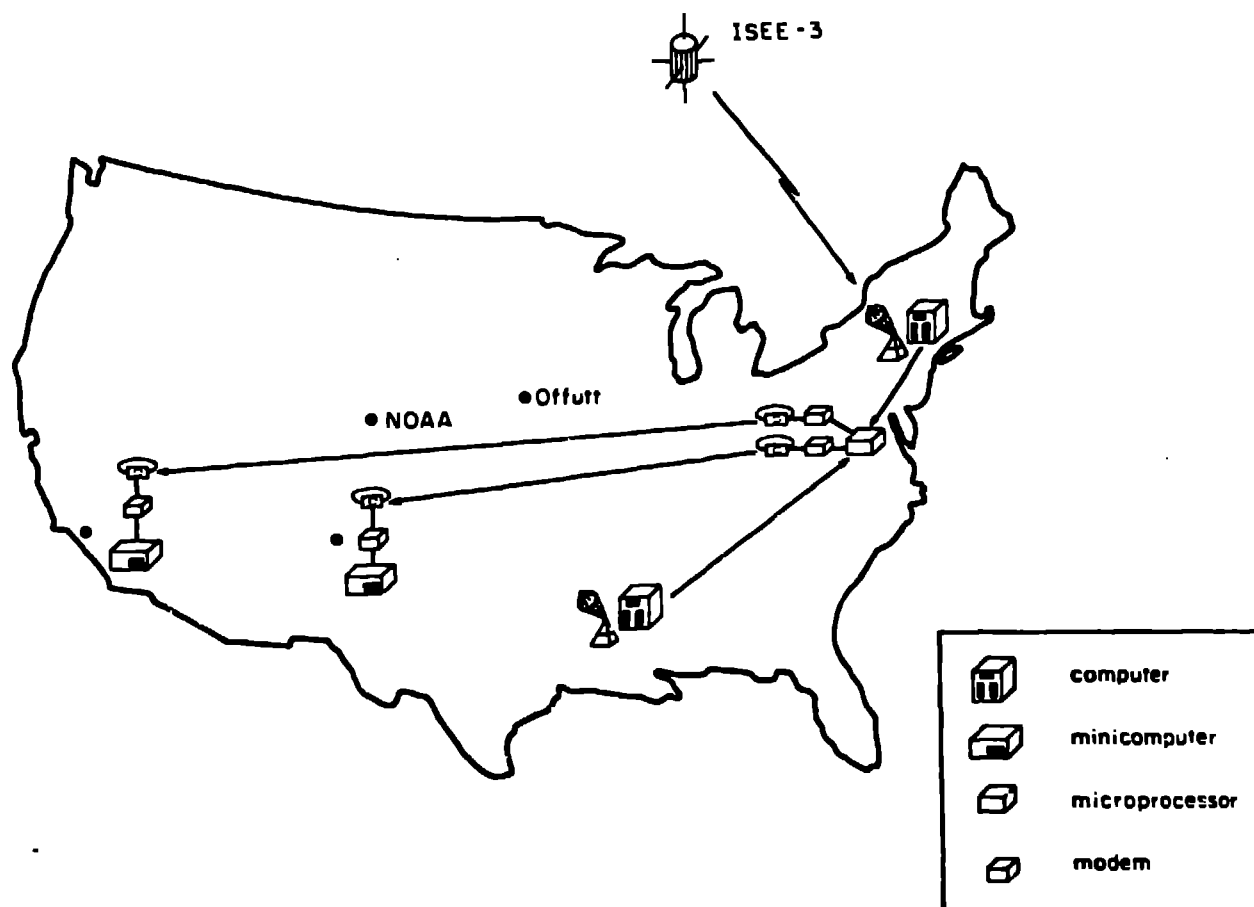 ISEE-3
Offutt
NOAA
computer
minicomputer
microprocessor
modem